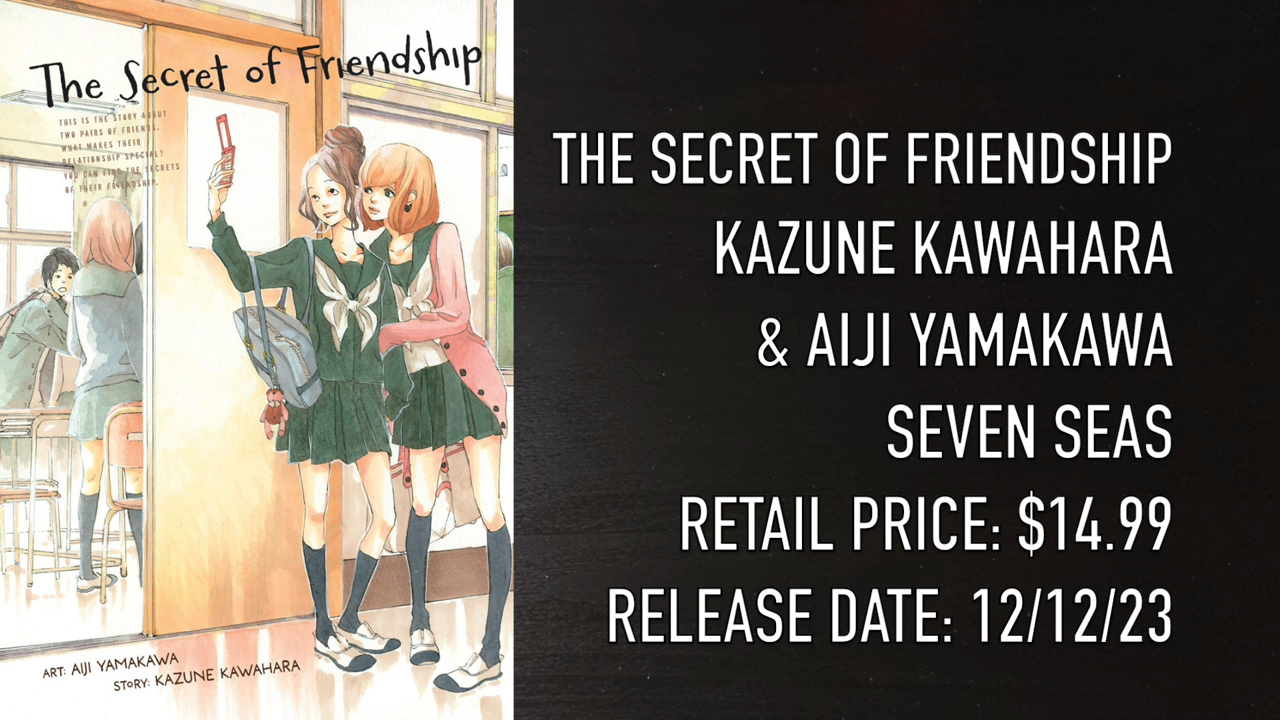 The Secret of Friendship
THIS IS THE STORY ABOUT
TWO PAIRS OF FRIENDS.
WHAT MAKES THEIR
RELATIONSHIP SPECIAL?
YOU CAN FIND THE SECRETS
OF THEIR FRIENDSHIP.
ART: AIJI YAMAKAWA
STORY: KAZUNE KAWAHARA
THE SECRET OF FRIENDSHIP
KAZUNE KAWAHARA
& AIJI YAMAKAWA
SEVEN SEAS
RETAIL PRICE: $14.99
RELEASE DATE: 12/12/23